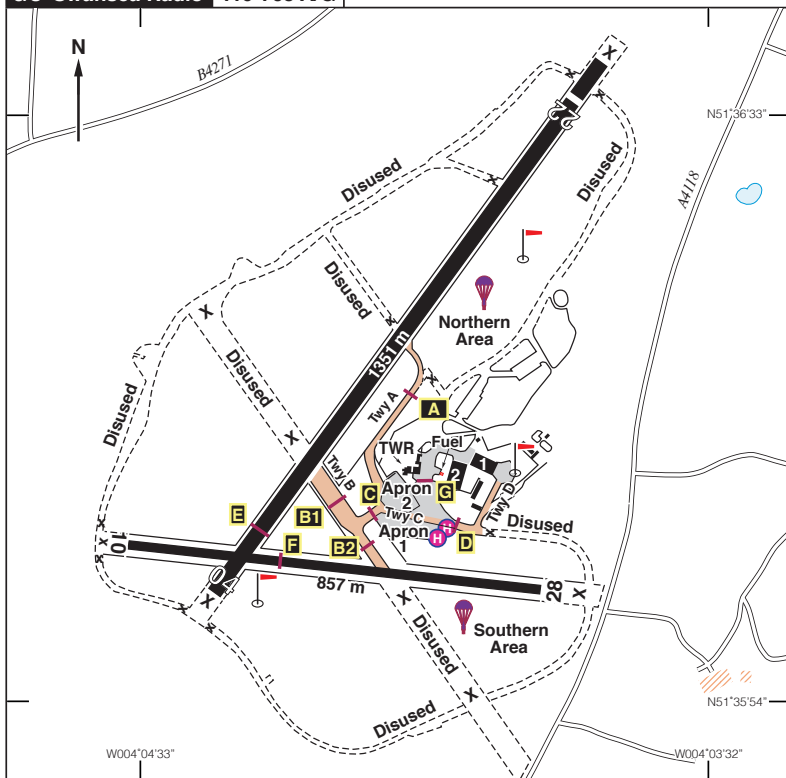 N
B4271
N51°36'33"
A4118
22
Disused
Disused
Disused
Northern
Area
1351 m
Disused
Disused
Twy A
A
Fuel
TWR
1
2
Twy B
C
Apron
2
G
Twy D
Disused
E
B1
Twy C
Apron
1
H
H
D
10
F
B2
04
857 m
28
Disused
Southern
Area
Disused
N51°35'54"
W004°04'33"
W004°03'32"